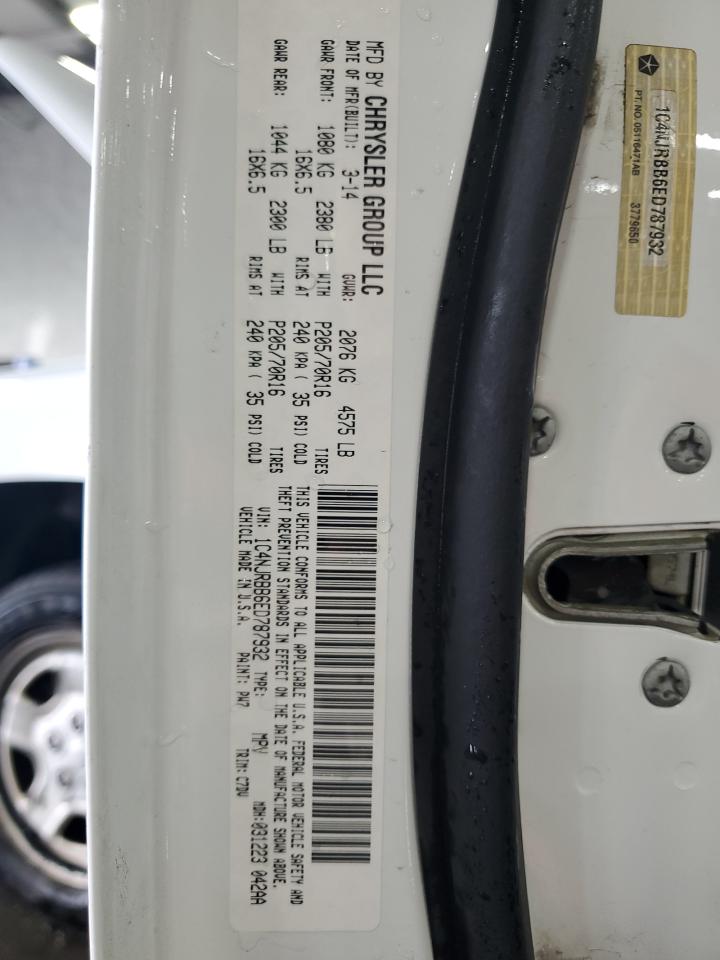 MFD BY CHRYSLER GROUP LLC
DATE OF MFR(BUILT): 3-14 GVWR: 2076 KG 4575 LB
GAWR FRONT: 1080 KG 2380 LB WITH P205/70R16 TIRES
16X6.5 RIMS AT 240 KPA ( 35 PSI) COLD
GAWR REAR: 1044 KG 2300 LB WITH P205/70R16 TIRES
16X6.5 RIMS AT 240 KPA ( 35 PSI) COLD
THIS VEHICLE CONFORMS TO ALL APPLICABLE U.S.A. FEDERAL MOTOR VEHICLE SAFETY AND
THEFT PREVENTION STANDARDS IN EFFECT ON THE DATE OF MANUFACTURE SHOWN ABOVE.
VIN: 1C4NJRBB6ED787932 TYPE: MPV MDH:031223 042AA
VEHICLE MADE IN U.S.A. PAINT: PW7 TRIM: C7DV
1C4NJRBB6ED787932
PT. NO. 05116471AB 3779650